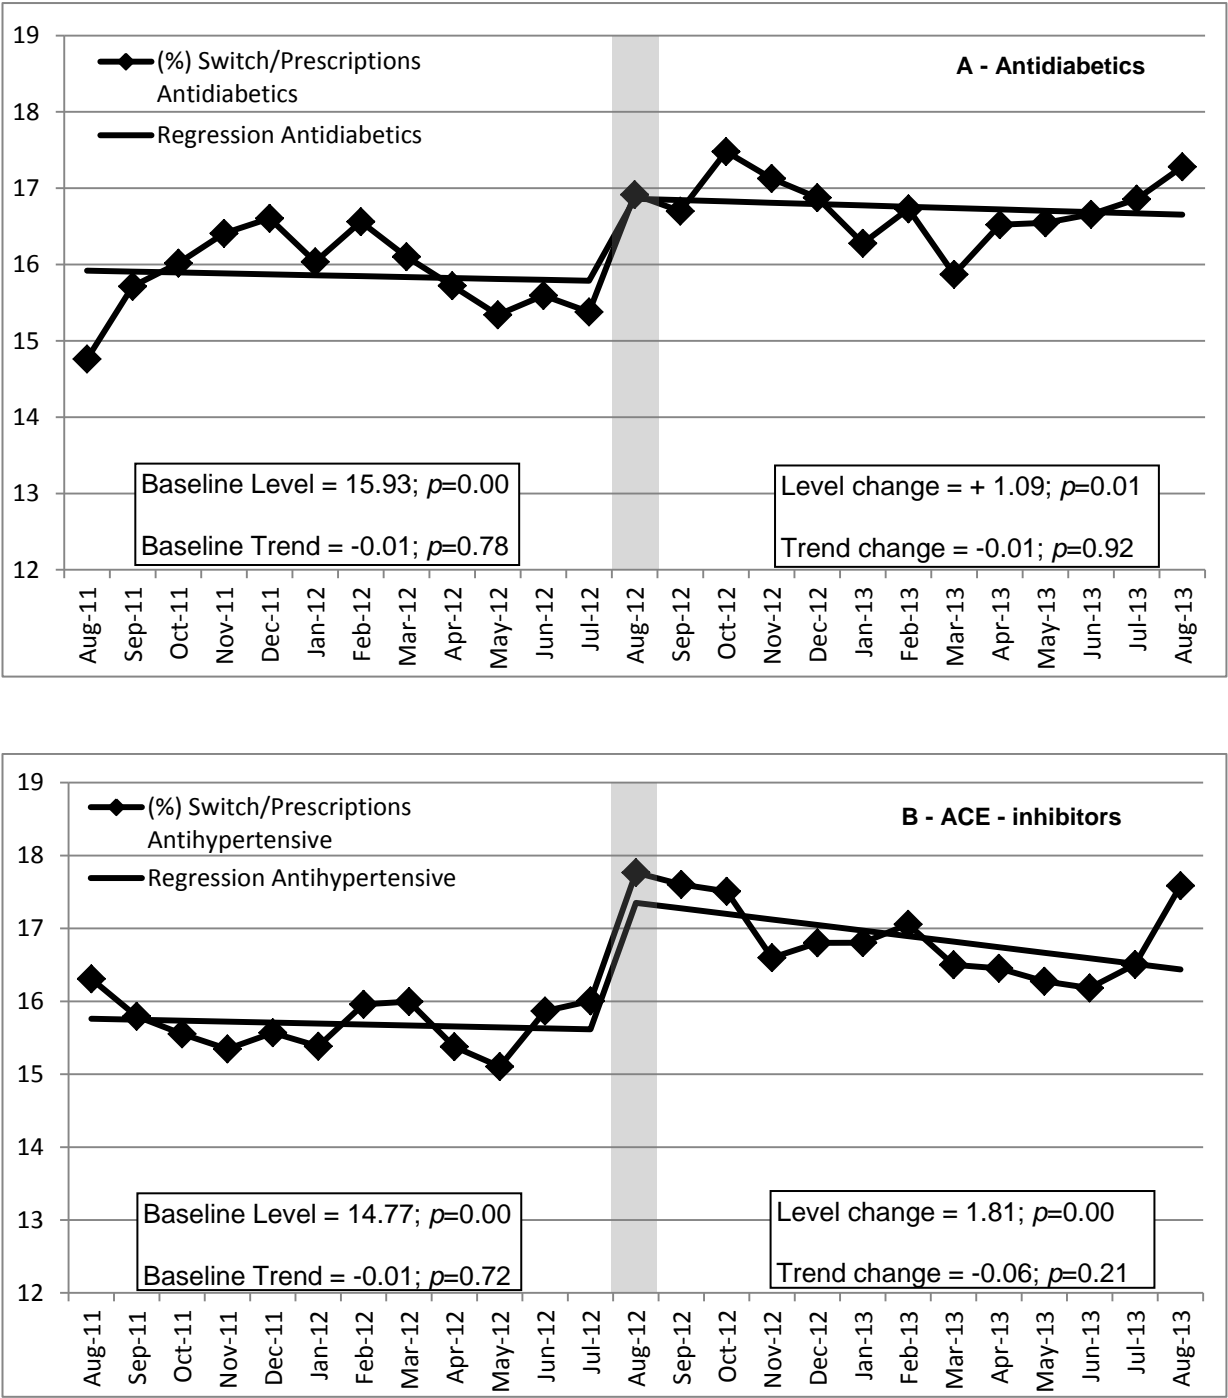 19
18
17
16
15
14
13
12
(%) Switch/Prescriptions
Antidiabetics
Regression Antidiabetics
A - Antidiabetics
Baseline Level = 15.93; p=0.00
Baseline Trend = -0.01; p=0.78
Level change = + 1.09; p=0.01
Trend change = -0.01; p=0.92
Aug-11
Sep-11
Oct-11
Nov-11
Dec-11
Jan-12
Feb-12
Mar-12
Apr-12
May-12
Jun-12
Jul-12
Aug-12
Sep-12
Oct-12
Nov-12
Dec-12
Jan-13
Feb-13
Mar-13
Apr-13
May-13
Jun-13
Jul-13
Aug-13
19
18
17
16
15
14
13
12
(%) Switch/Prescriptions
Antihypertensive
Regression Antihypertensive
B - ACE - inhibitors
Baseline Level = 14.77; p=0.00
Baseline Trend = -0.01; p=0.72
Level change = 1.81; p=0.00
Trend change = -0.06; p=0.21
Aug-11
Sep-11
Oct-11
Nov-11
Dec-11
Jan-12
Feb-12
Mar-12
Apr-12
May-12
Jun-12
Jul-12
Aug-12
Sep-12
Oct-12
Nov-12
Dec-12
Jan-13
Feb-13
Mar-13
Apr-13
May-13
Jun-13
Jul-13
Aug-13